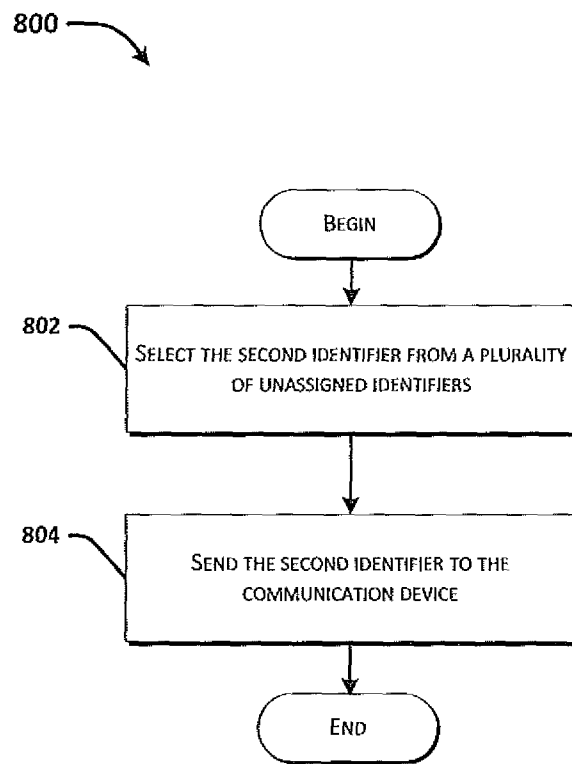 800
BEGIN
802
SELECT THE SECOND IDENTIFIER FROM A PLURALITY
OF UNASSIGNED IDENTIFIERS
804
SEND THE SECOND IDENTIFIER TO THE
COMMUNICATION DEVICE
END